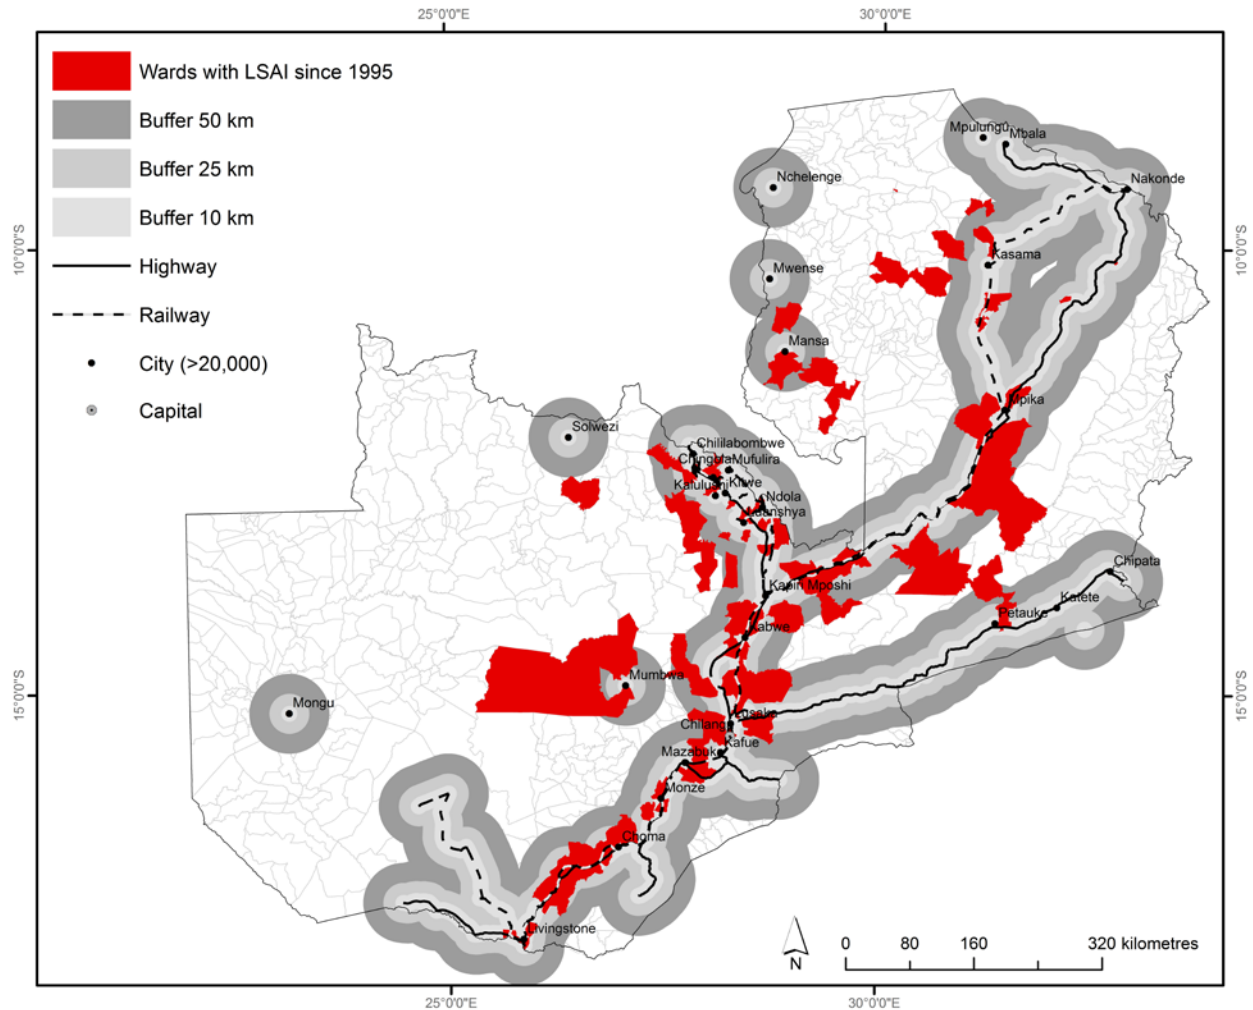 25°0'0"E 30°0'0"E
Wards with LSAI since 1995
Buffer 50 km
Buffer 25 km
Buffer 10 km
Highway
Railway
City (>20,000)
Capital
10°0'0"S
10°0'0"S
15°0'0"S
15°0'0"S
Mpulungu
Mbala
Nakonde
Nchelenge
Kasama
Mwense
Mansa
Mpika
Solwezi
Chililabombwe
Chingola
Mufulira
Kalulushi
Kitwe
Ndola
Luanshya
Kapiri Mposhi
Chipata
Katete
Petauke
Kabwe
Mumbwa
Mongu
Lusaka
Chilanga
Kafue
Mazabuka
Monze
Choma
Livingstone
N
0 80 160 320 kilometres
25°0'0"E 30°0'0"E